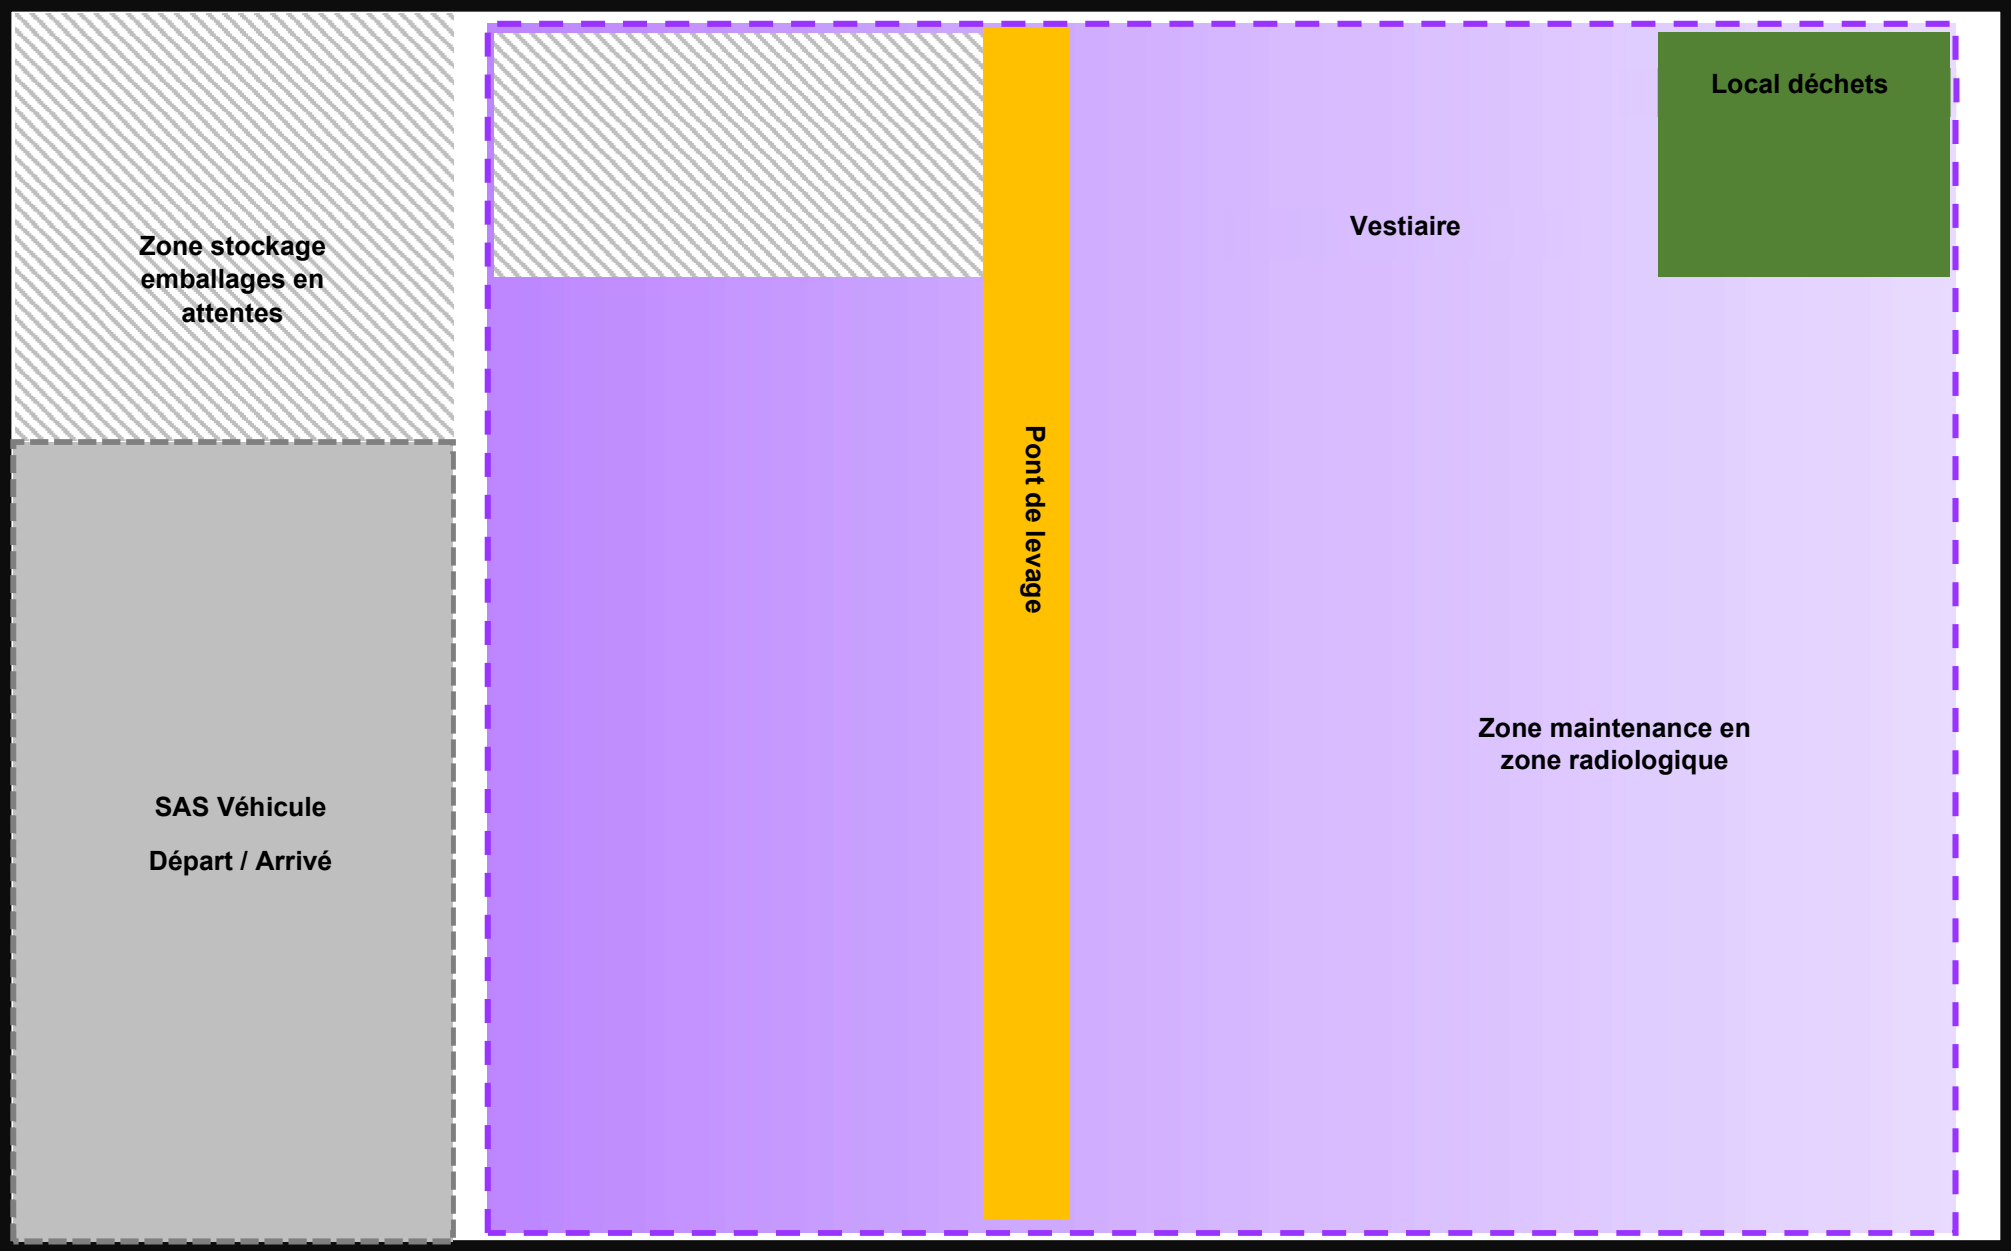 Local déchets
Vestiaire
Zone stockage
emballages en
attentes
Pont de levage
Zone maintenance en
zone radiologique
SAS Véhicule
Départ / Arrivé